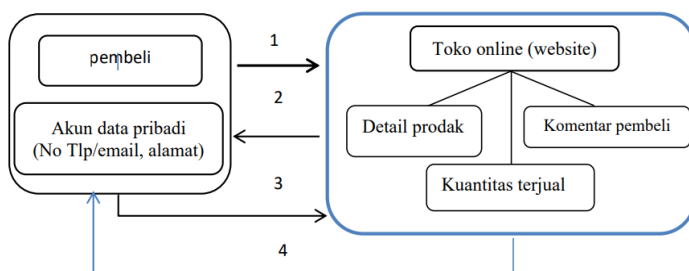 pembeli
Akun data pribadi
(No Tlp/email, alamat)
1
2
3
4
Toko online (website)
Detail prodak
Komentar pembeli
Kuantitas terjual